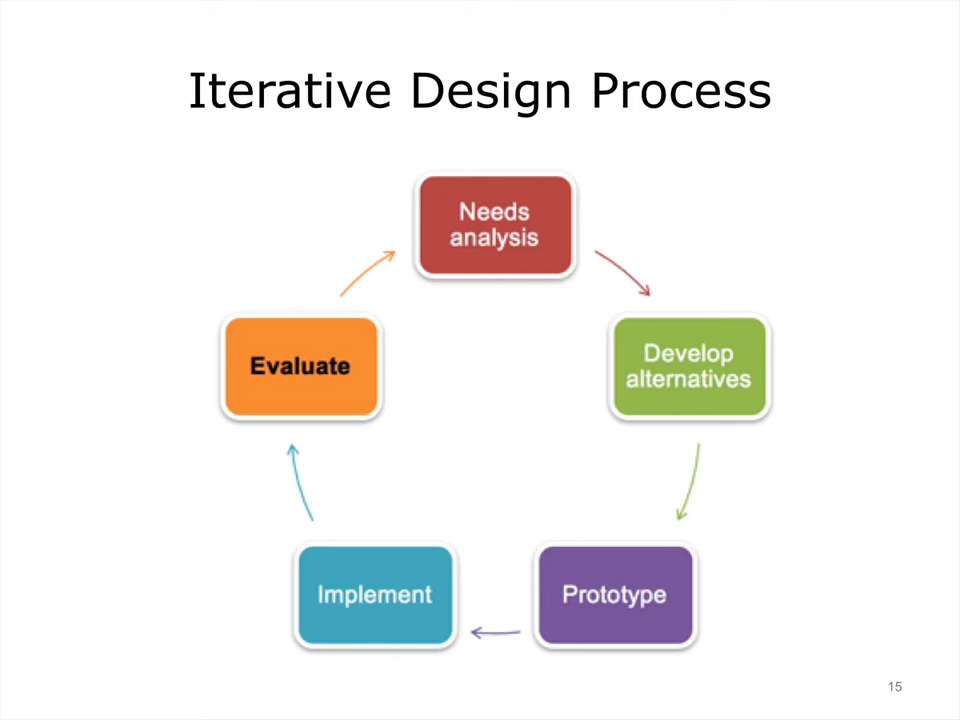 Iterative Design Process
Needs
analysis
Develop
alternatives
Prototype
Implement
Evaluate
15